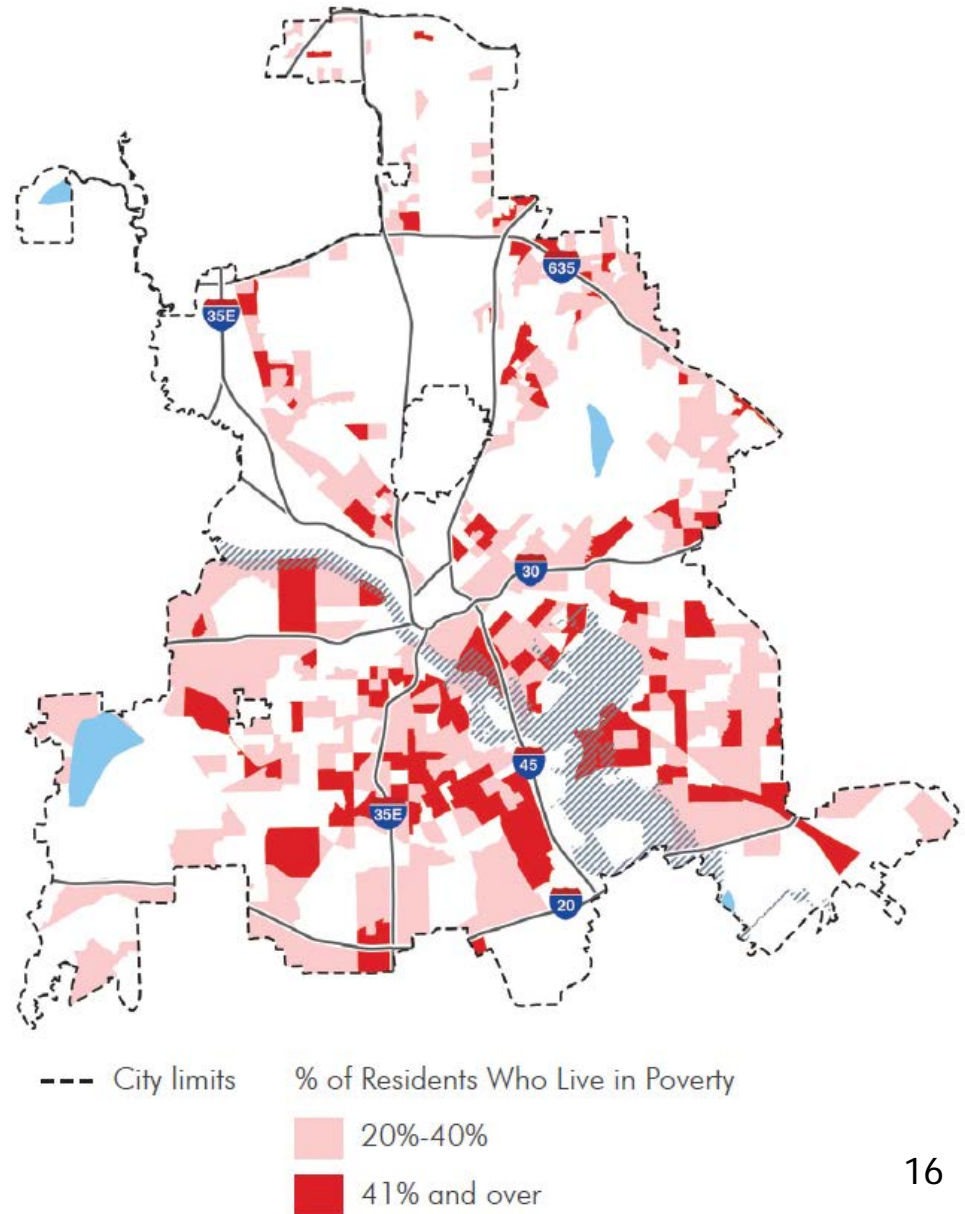 635
35E
30
45
35E
20
City limits
% of Residents Who Live in Poverty
20%-40%
41% and over
16